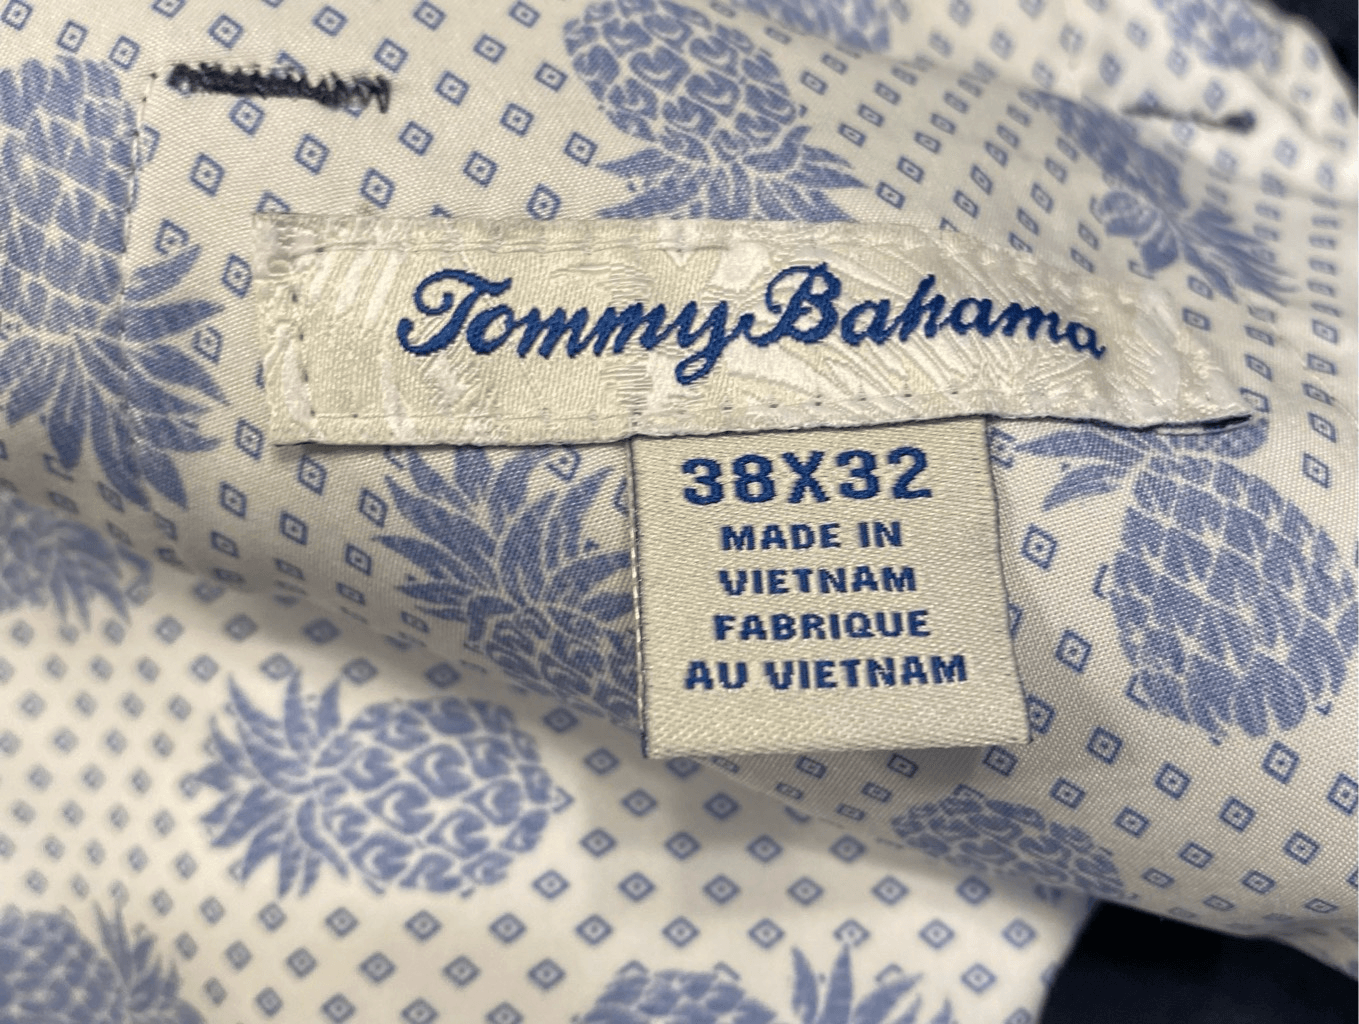 Tommy Bahama
38X32
MADE IN
VIETNAM
FABRIQUE
AU VIETNAM